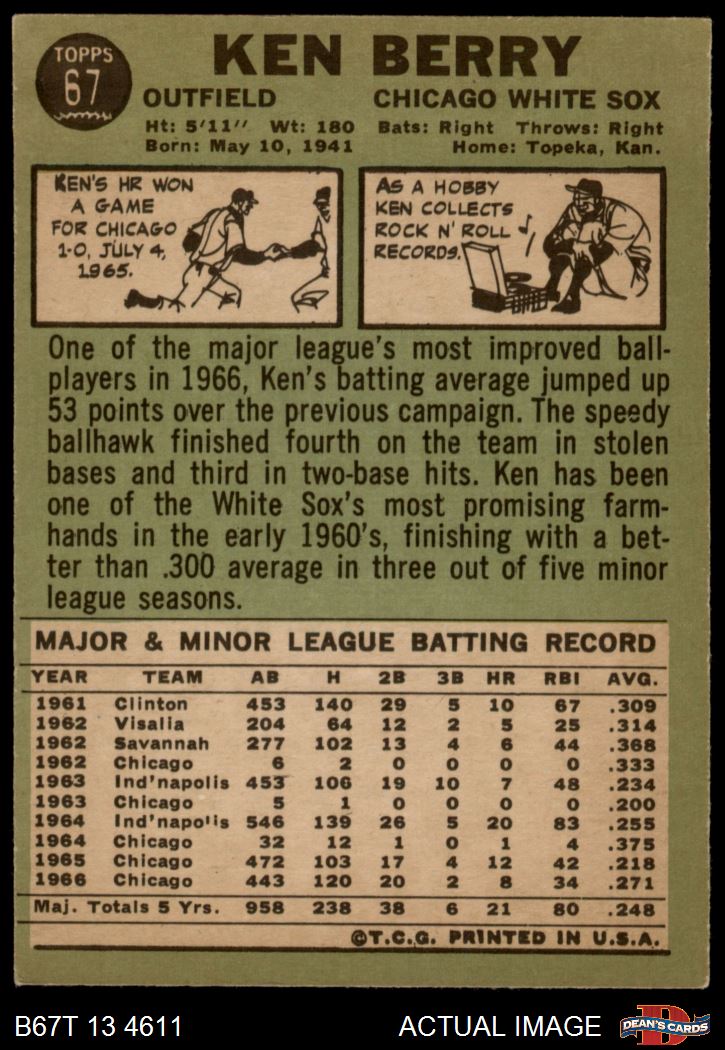 TOPPS
67
KEN BERRY
OUTFIELD CHICAGO WHITE SOX
Ht: 5'11'' Wt: 180 Bats: Right Throws: Right
Born: May 10, 1941 Home: Topeka, Kan.
KEN'S HR WON
A GAME
FOR CHICAGO
1-0, JULY 4,
1965.
AS A HOBBY
KEN COLLECTS
ROCK N' ROLL
RECORDS.
One of the major league's most improved ball-
players in 1966, Ken's batting average jumped up
53 points over the previous campaign. The speedy
ballhawk finished fourth on the team in stolen
bases and third in two-base hits. Ken has been
one of the White Sox's most promising farm-
hands in the early 1960's, finishing with a bet-
ter than .300 average in three out of five minor
league seasons.
MAJOR & MINOR LEAGUE BATTING RECORD
YEAR TEAM AB H 2B 3B HR RBI AVG.
1961 Clinton 453 140 29 5 10 67 .309
1962 Visalia 204 64 12 2 5 25 .314
1962 Savannah 277 102 13 4 6 44 .368
1962 Chicago 6 2 0 0 0 0 .333
1963 Ind'napolis 453 106 19 10 7 48 .234
1963 Chicago 5 1 0 0 0 0 .200
1964 Ind'napolis 546 139 26 5 20 83 .255
1964 Chicago 32 12 1 0 1 4 .375
1965 Chicago 472 103 17 4 12 42 .218
1966 Chicago 443 120 20 2 8 34 .271
Maj. Totals 5 Yrs. 958 238 38 6 21 80 .248
©T.C.G. PRINTED IN U.S.A.
B67T 13 4611 ACTUAL IMAGE
D
DEAN'S CARDS